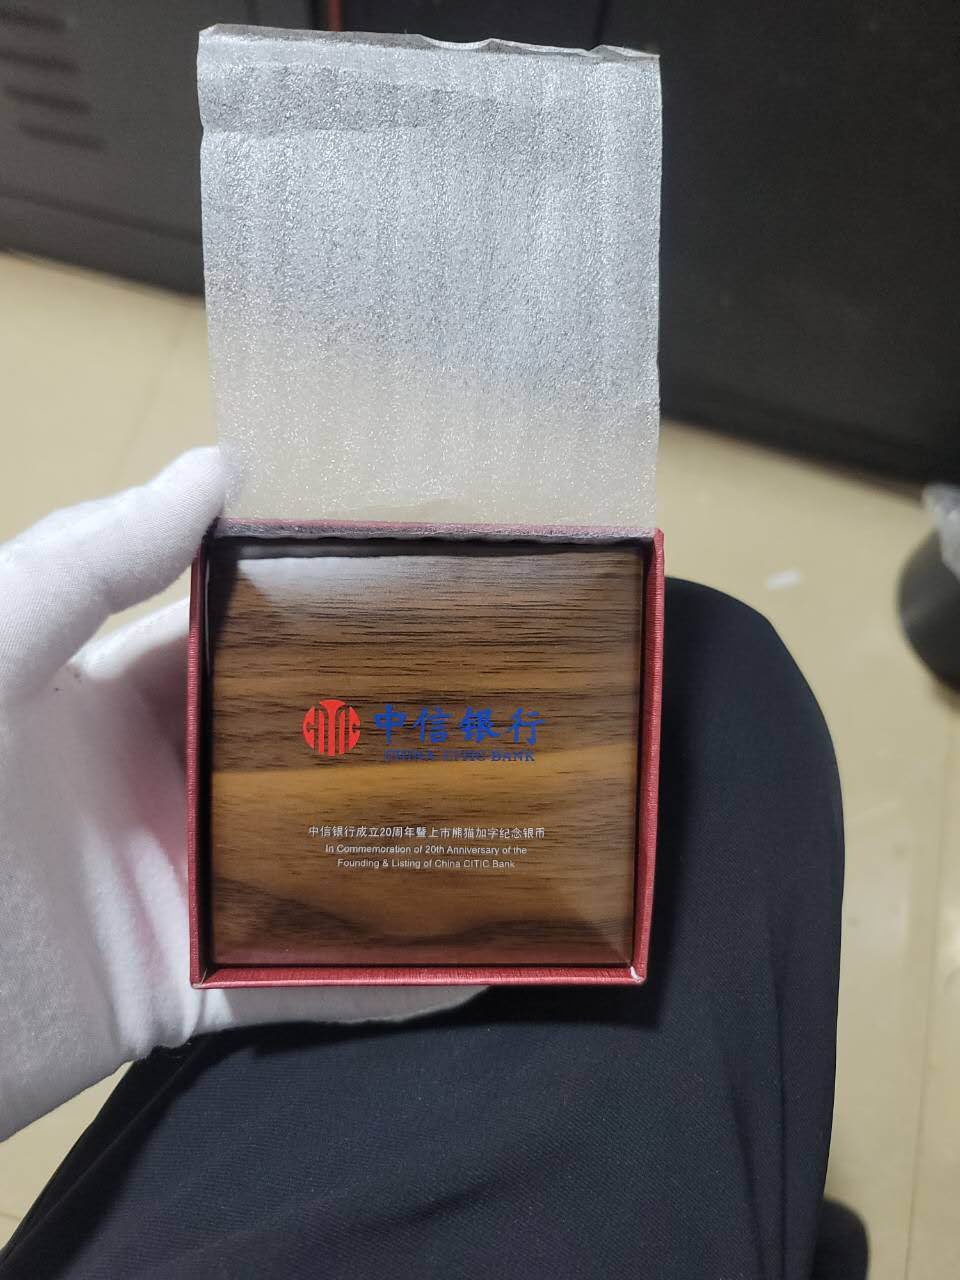 中信银行
CHINA CITIC BANK
中信银行成立20周年暨上市熊猫加字纪念银币
In Commemoration of 20th Anniversary of the
Founding & Listing of China CITIC Bank